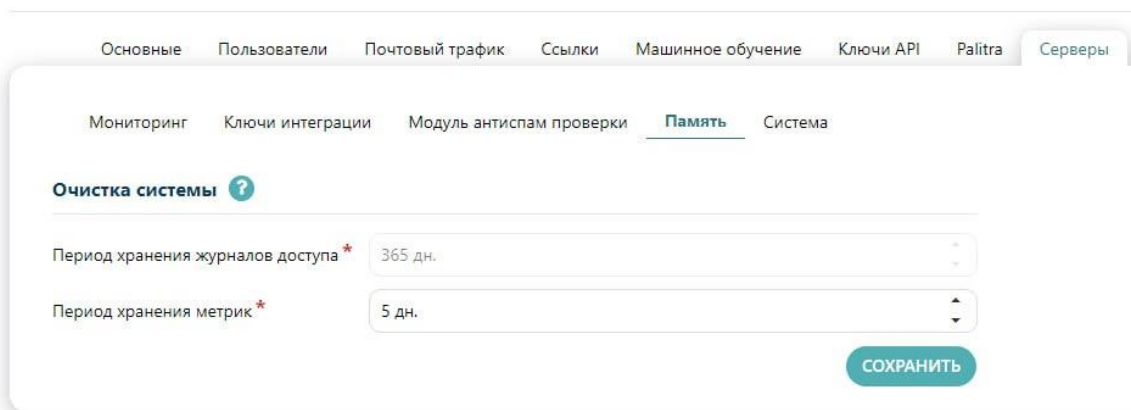 Основные Пользователи Почтовый трафик Ссылки Машинное обучение Ключи API Palitra Серверы
Мониторинг Ключи интеграции Модуль антиспам проверки Память Система
Очистка системы ?
Период хранения журналов доступа * 365 дн.
Период хранения метрик * 5 дн.
СОХРАНИТЬ